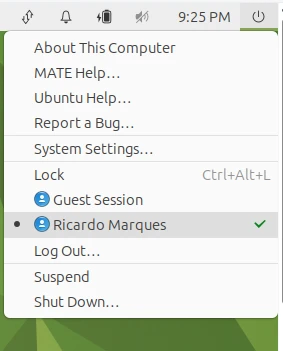 9:25 PM
About This Computer
MATE Help…
Ubuntu Help…
Report a Bug…
System Settings…
Lock Ctrl+Alt+L
Guest Session
Ricardo Marques
Log Out…
Suspend
Shut Down…